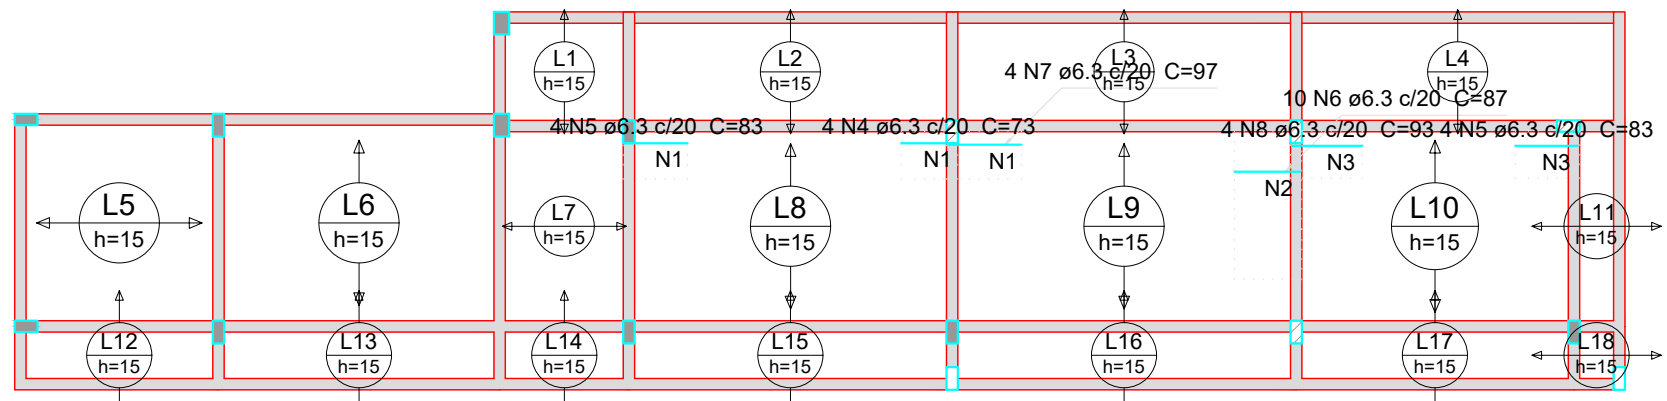 L1
h=15
L2
h=15
L3
h=15
L4
h=15
4 N7 ø6.3 c/20 C=97
10 N6 ø6.3 c/20 C=87
4 N5 ø6.3 c/20 C=83
4 N4 ø6.3 c/20 C=73
4 N8 ø6.3 c/20 C=93
4 N5 ø6.3 c/20 C=83
N1
N1
N1
N3
N3
N2
L5
h=15
L6
h=15
L7
h=15
L8
h=15
L9
h=15
L10
h=15
L11
h=15
L12
h=15
L13
h=15
L14
h=15
L15
h=15
L16
h=15
L17
h=15
L18
h=15